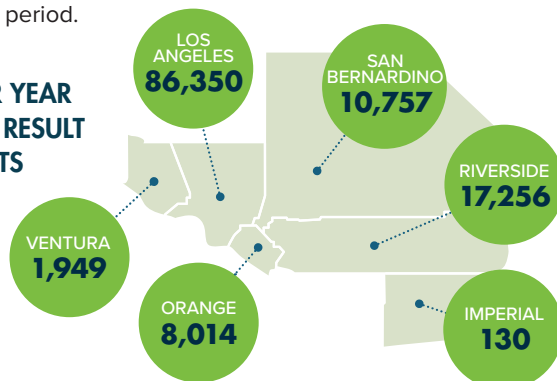 period.
YEAR
RESULT
LOS
ANGELES
86,350
SAN
BERNARDINO
10,757
RIVERSIDE
17,256
VENTURA
1,949
ORANGE
8,014
IMPERIAL
130